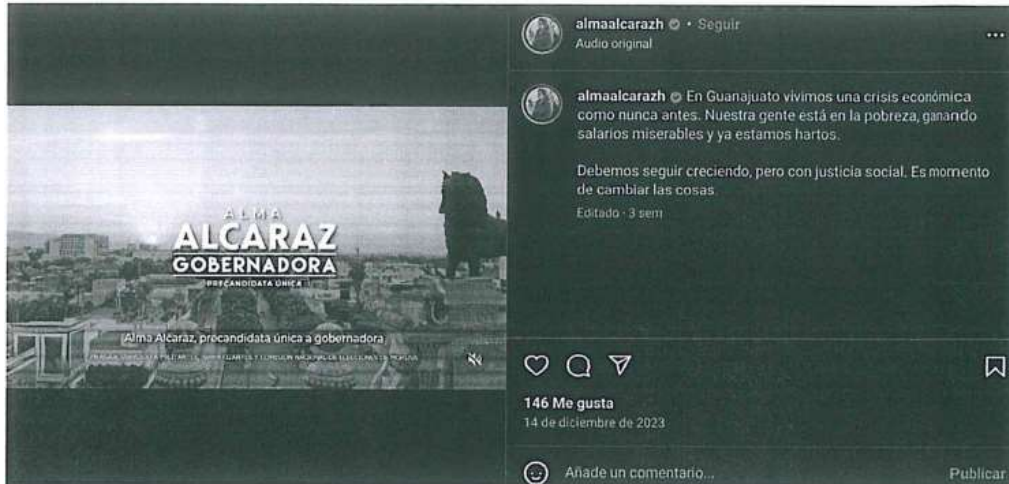 ALMA
ALCARAZ
GOBERNADORA
PRECANDIDATA ÚNICA
Alma Alcaraz, precandidata única a gobernadora
almaalcarazh • Seguir
Audio original
almaalcarazh En Guanajuato vivimos una crisis económica
como nunca antes. Nuestra gente está en la pobreza, ganando
salarios miserables y ya estamos hartos.
Debemos seguir creciendo, pero con justicia social. Es momento
de cambiar las cosas.
Editado · 3 sem
146 Me gusta
14 de diciembre de 2023
Añade un comentario...
Publicar